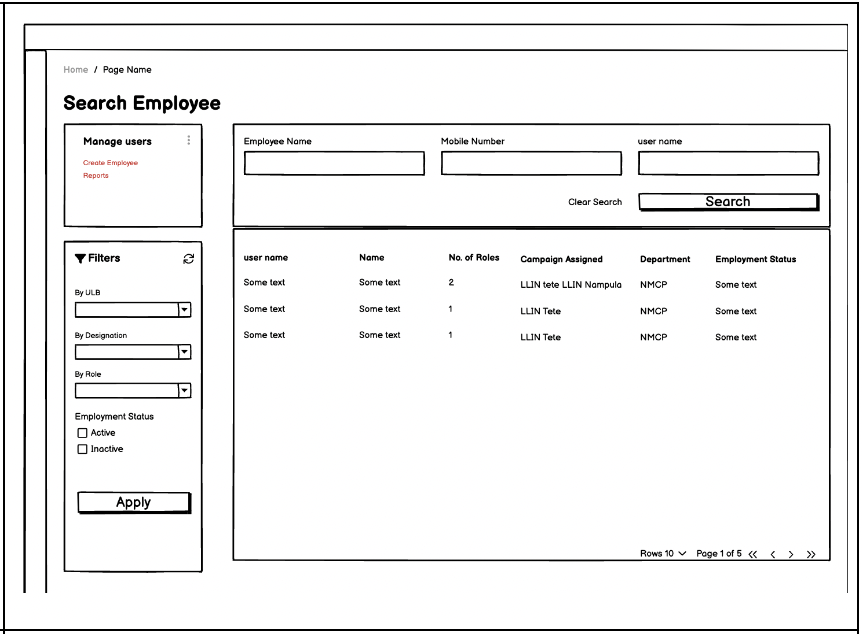 Home / Page Name
Search Employee
Manage users
Create Employee
Reports
Employee Name Mobile Number user name
Clear Search Search
Filters
By ULB
By Designation
By Role
Employment Status
Active
Inactive
Apply
user name Name No. of Roles Campaign Assigned Department Employment Status
Some text Some text 2 LLIN tete LLIN Nampula NMCP Some text
Some text Some text 1 LLIN Tete NMCP Some text
Some text Some text 1 LLIN Tete NMCP Some text
Rows 10 Page 1 of 5 << < > >>